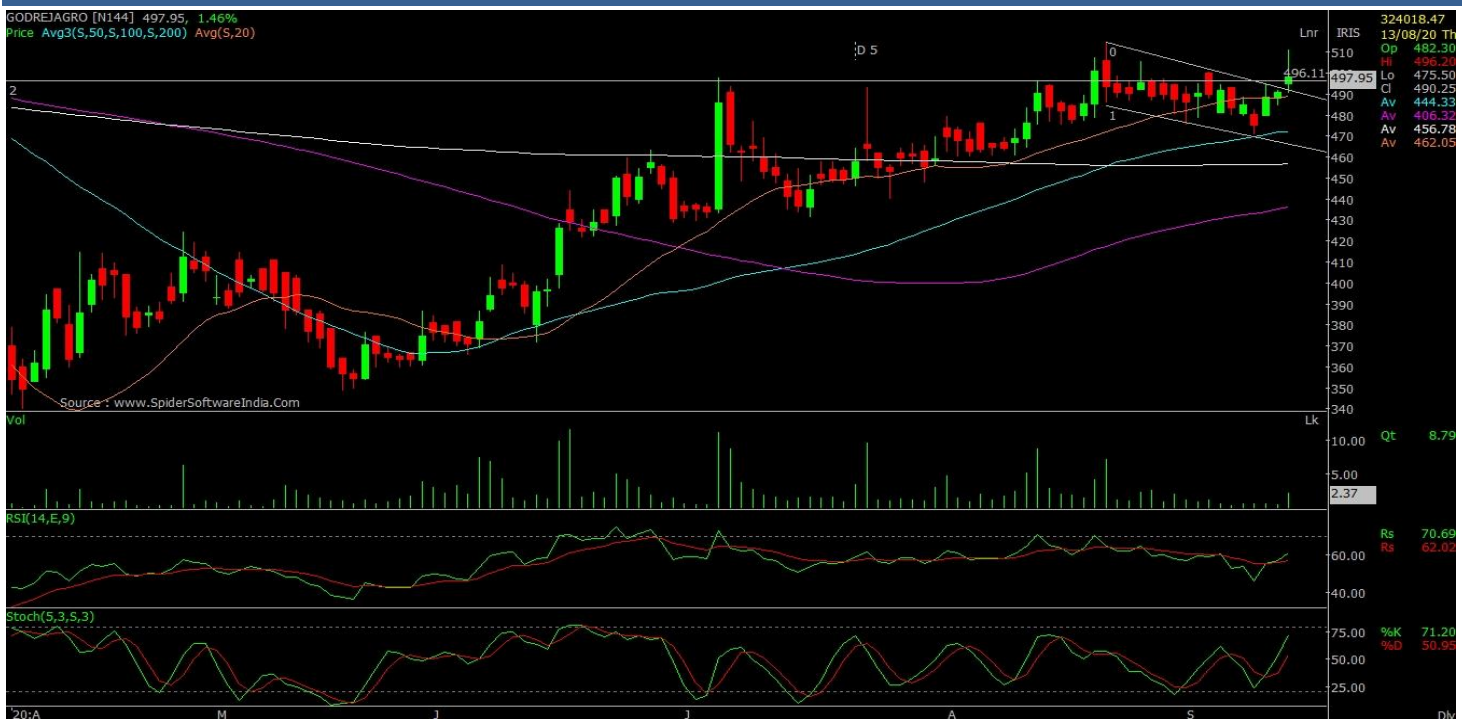 GODREJAGRO [N144] 497.95, 1.46%
Price Avg3(S,50,S,100,S,200) Avg(S,20)
2
D 5
0
1
496.11
Lnr
IRIS
510
497.95
490
480
470
460
450
440
430
420
410
400
390
380
370
360
350
340
324018.47
13/08/20 Th
Op 482.30
Hi 496.20
Lo 475.50
Cl 490.25
Av 444.33
Av 406.32
Av 456.78
Av 462.05
Source : www.SpiderSoftwareIndia.Com
Vol
Lk
10.00
5.00
2.37
Qt 8.79
RSI(14,E,9)
60.00
40.00
Rs 70.69
Rs 62.02
Stoch(5,3,S,3)
75.00
50.00
25.00
%K 71.20
%D 50.95
20:A M J J A S Dly